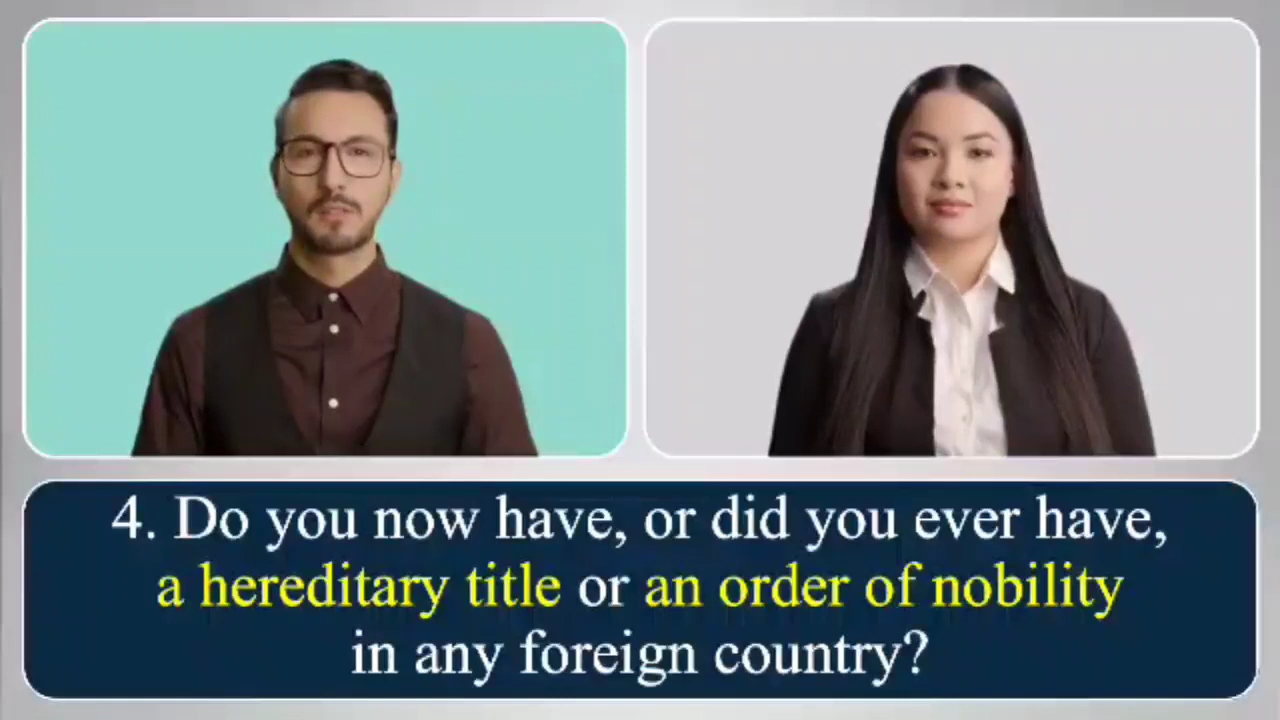 4. Do you now have, or did you ever have,
a hereditary title or an order of nobility
in any foreign country?